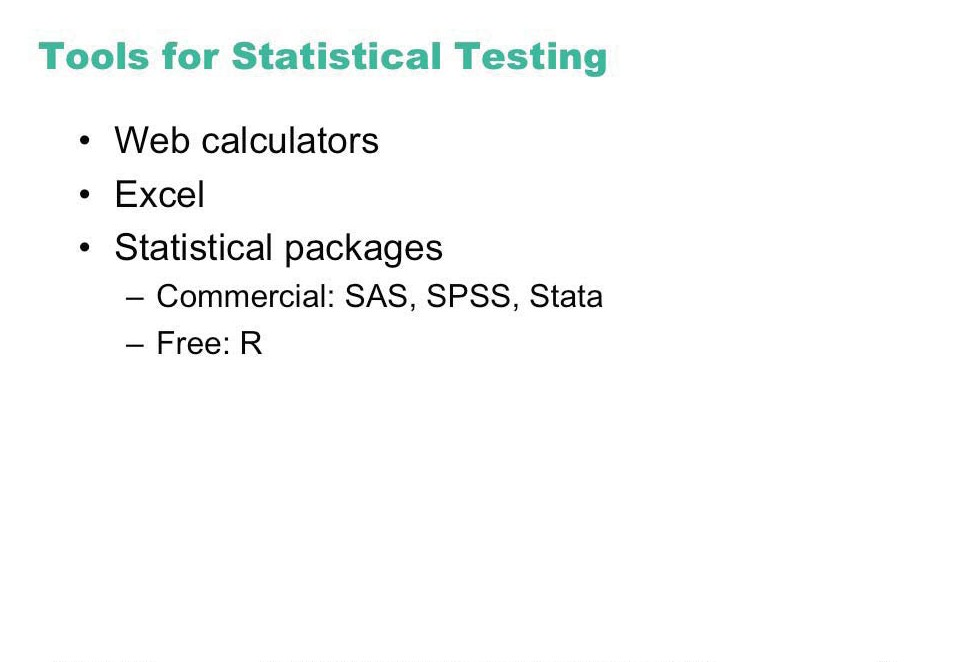 Tools for Statistical Testing
• Web calculators
• Excel
• Statistical packages
– Commercial: SAS, SPSS, Stata
– Free: R